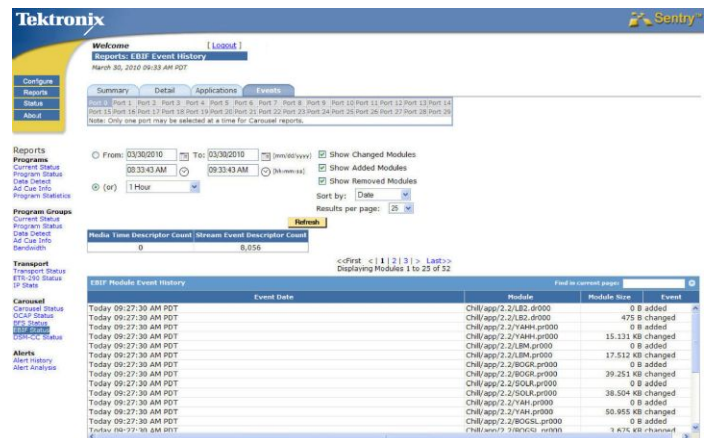 Tektronix
Sentry
Welcome [ Logout ]
Reports: EBIF Event History
March 30, 2010 09:33 AM PDT
Configure
Reports
Status
About
Summary Detail Applications Events
Port 0 Port 1 Port 2 Port 3 Port 4 Port 5 Port 6 Port 7 Port 8 Port 9 Port 10 Port 11 Port 12 Port 13 Port 14
Port 15 Port 16 Port 17 Port 18 Port 19 Port 20 Port 21 Port 22 Port 23 Port 24 Port 25 Port 26 Port 27 Port 28 Port 29
Note: Only one port may be selected at a time for Carousel reports.
Reports
Programs
Current Status
Program Status
Data Detect
Ad Cue Info
Program Statistics
Program Groups
Current Status
Program Status
Data Detect
Ad Cue Info
Bandwidth
Transport
Transport Status
ETR-290 Status
IP Stats
Carousel
Carousel Status
OCAP Status
BFS Status
EBIF Status
DSM-CC Status
Alerts
Alert History
Alert Analysis
From: 03/30/2010 To: 03/30/2010 (mm/dd/yyyy)
08:33:43 AM 09:33:43 AM (hh:mm:ss)
(or) 1 Hour
Show Changed Modules
Show Added Modules
Show Removed Modules
Sort by: Date
Results per page: 25
Refresh
Media Time Descriptor Count Stream Event Descriptor Count
0 8,056
<<First < | 1 | 2 | 3 | > Last>>
Displaying Modules 1 to 25 of 52
EBIF Module Event History Find in current page:
Event Date Module Module Size Event
Today 09:27:30 AM PDT Chill/app/2.2/LB2.dr000 0 B added
Today 09:27:30 AM PDT Chill/app/2.2/LB2.dr000 475 B changed
Today 09:27:30 AM PDT Chill/app/2.2/YAHH.pr000 0 B added
Today 09:27:30 AM PDT Chill/app/2.2/YAHH.pr000 15.131 KB changed
Today 09:27:30 AM PDT Chill/app/2.2/LBM.pr000 0 B added
Today 09:27:30 AM PDT Chill/app/2.2/LBM.pr000 17.512 KB changed
Today 09:27:30 AM PDT Chill/app/2.2/BOGR.pr000 0 B added
Today 09:27:30 AM PDT Chill/app/2.2/BOGR.pr000 39.251 KB changed
Today 09:27:30 AM PDT Chill/app/2.2/SOLR.pr000 0 B added
Today 09:27:30 AM PDT Chill/app/2.2/SOLR.pr000 38.504 KB changed
Today 09:27:30 AM PDT Chill/app/2.2/YAH.pr000 0 B added
Today 09:27:30 AM PDT Chill/app/2.2/YAH.pr000 50.955 KB changed
Today 09:27:30 AM PDT Chill/app/2.2/BOGSL.pr000 0 B added
Today 09:27:30 AM PDT Chill/app/2.2/BOGSL.pr000 3.675 KB changed